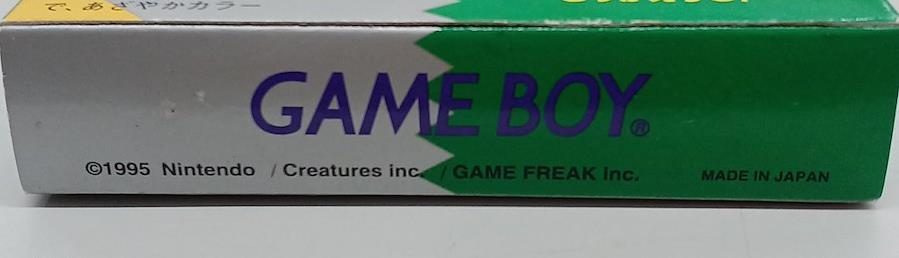 で、あざやかカラー
GAME BOY®
©1995 Nintendo / Creatures inc. / GAME FREAK inc.
MADE IN JAPAN